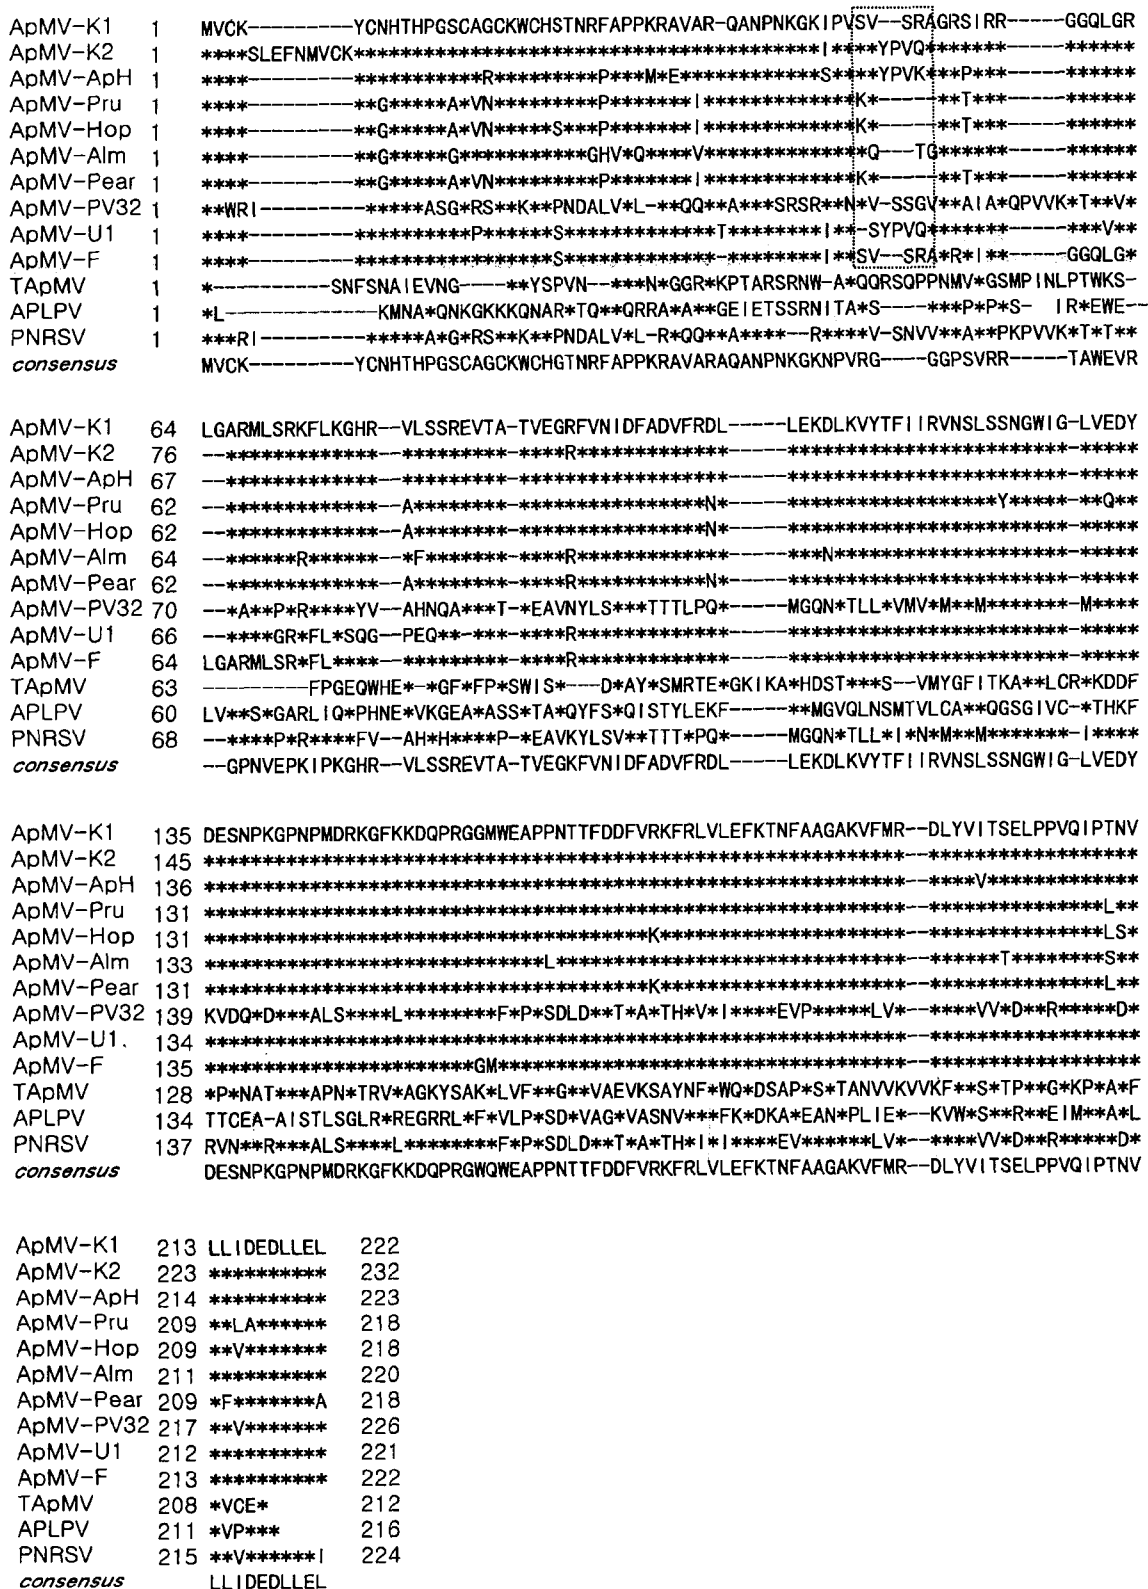 ApMV-K1 1 MVCK----------YCNHTHPGSCAGCKWCHSTNRFAPPKRAVAR-QANPNKGKIPVSV--SRAGRSIRR------GGQLGR
ApMV-K2 1 ****SLEFNMVCK************************************I****YPVQ*******------******
ApMV-ApH 1 ****----------************R**********P***M*E*************S****YPVK***P***------******
ApMV-Pru 1 ****----------**G*****A*VN**********P*******I*************K*-----**T***------******
ApMV-Hop 1 ****----------**G*****A*VN*****S***P*******I*************K*-----**T***------******
ApMV-Alm 1 ****----------**G*****G************GHV*Q****V*************Q---TG******------******
ApMV-Pear 1 ****----------**G*****A*VN**********P*******I*************K*-----**T***------******
ApMV-PV32 1 **WRI---------*****ASG*RS**K**PNDALV*L-**QQ**A***SRSR**N*V-SSGV**AIA*QPVVK*T**V*
ApMV-U1 1 ****----------********P******S**************T********I**-SYPVQ*******------***V**
ApMV-F 1 ****----------***************S***********************I**SV--SRA*R*I**------GGQLG*
TApMV 1 *-----------SNFSNAIEVNG----**YSPVN---***N*GGR*KPTARSRNW-A*QQRSQPPNMV*GSMPINLPTWKS-
APLPV 1 *L-------------KMNA*QNKGKKKQNAR*TQ**QRRA*A**GEIETSSRNITA*S------***P*P*S- IR*EWE--
PNRSV 1 ***RI---------*****A*G*RS**K**PNDALV*L-R*QQ**A****--R****V-SNVV**A**PKPVVK*T*T**
consensus MVCK----------YCNHTHPGSCAGCKWCHGTNRFAPPKRAVARAQANPNKGKNPVRG----GGPSVRR-----TAWEVR
ApMV-K1 64 LGARMLSRKFLKGHR--VLSSREVTA-TVEGRFVNIDFADVFRDL-----LEKDLKVYTFIIRVNSLSSNGWIG-LVEDY
ApMV-K2 76 --*************--*********-****R*************-----************************-*****
ApMV-ApH 67 --*************--*********-******************-----************************-*****
ApMV-Pru 62 --*************--A********-****************N*-----*******************Y*****-**Q**
ApMV-Hop 62 --*************--A********-****************N*-----************************-*****
ApMV-Alm 64 --******R******--*F*******-****R*************-----***N********************-*****
ApMV-Pear 62 --*************--A********-****R***********N*-----************************-*****
ApMV-PV32 70 --*A**P*R****YV--AHNQA***T-*EAVNYLS***TTTLPQ*-----MGQN*TLL*VMV*M**M*******-M****
ApMV-U1 66 --****GR*FL*SQG--PEQ**-***-****R*************-----************************-*****
ApMV-F 64 LGARMLSR*FL****--*********-****R*************-----************************-*****
TApMV 63 ---------FPGEQWHE*-*GF*FP*SWIS*----D*AY*SMRTE*GKIKA*HDST***S--VMYGFITKA**LCR*KDDF
APLPV 60 LV**S*GARLIQ*PHNE*VKGEA*ASS*TA*QYFS*QISTYLEKF-----**MGVQLNSMTVLCA**QGSGIVC-*THKF
PNRSV 68 --****P*R****FV--AH*H****P-*EAVKYLSV**TTT*PQ*-----MGQN*TLL*I*N*M**M*******-I****
consensus --GPNVEPKIPKGHR--VLSSREVTA-TVEGKFVNIDFADVFRDL-----LEKDLKVYTFIIRVNSLSSNGWIG-LVEDY
ApMV-K1 135 DESNPKGPNPMDRKGFKKDQPRGGMWEAPPNTTFDDFVRKFRLVLEFKTNFAAGAKVFMR--DLYVITSELPPVQIPTNV
ApMV-K2 145 ************************************************************--******************
ApMV-ApH 136 ************************************************************--****V*************
ApMV-Pru 131 ************************************************************--***************L**
ApMV-Hop 131 **************************************K*********************--***************LS*
ApMV-Alm 133 *****************************L******************************--******T********S**
ApMV-Pear 131 **************************************K*********************--***************L**
ApMV-PV32 139 KVDQ*D***ALS****L********F*P*SDLD**T*A*TH*V*I****EVP*****LV*----****VV*D**R*****D*
ApMV-U1. 134 ************************************************************--******************
ApMV-F 135 ***********************GM***********************************--******************
TApMV 128 *P*NAT***APN*TRV*AGKYSAK*LVF**G**VAEVKSAYNF*WQ*DSAP*S*TANVVKVVKF**S**TP**G*KP*A*F
APLPV 134 TTCEA-AISTLSGLR*REGRRL*F*VLP*SD*VAG*VASNV***FK*DKA*EAN*PLIE*--KVW*S**R**EIM**A*L
PNRSV 137 RVN**R***ALS****L********F*P*SDLD**T*A*TH*I*I****EV******LV*----****VV*D**R*****D*
consensus DESNPKGPNPMDRKGFKKDQPRGWQWEAPPNTTFDDFVRKFRLVLEFKTNFAAGAKVFMR--DLYVITSELPPVQIPTNV
ApMV-K1 213 LLIDEDLLEL 222
ApMV-K2 223 ********** 232
ApMV-ApH 214 ********** 223
ApMV-Pru 209 **LA****** 218
ApMV-Hop 209 **V******* 218
ApMV-Alm 211 ********** 220
ApMV-Pear 209 *F*******A 218
ApMV-PV32 217 **V******* 226
ApMV-U1 212 ********** 221
ApMV-F 213 ********** 222
TApMV 208 *VCE* 212
APLPV 211 *VP*** 216
PNRSV 215 **V******I 224
consensus LLIDEDLLEL